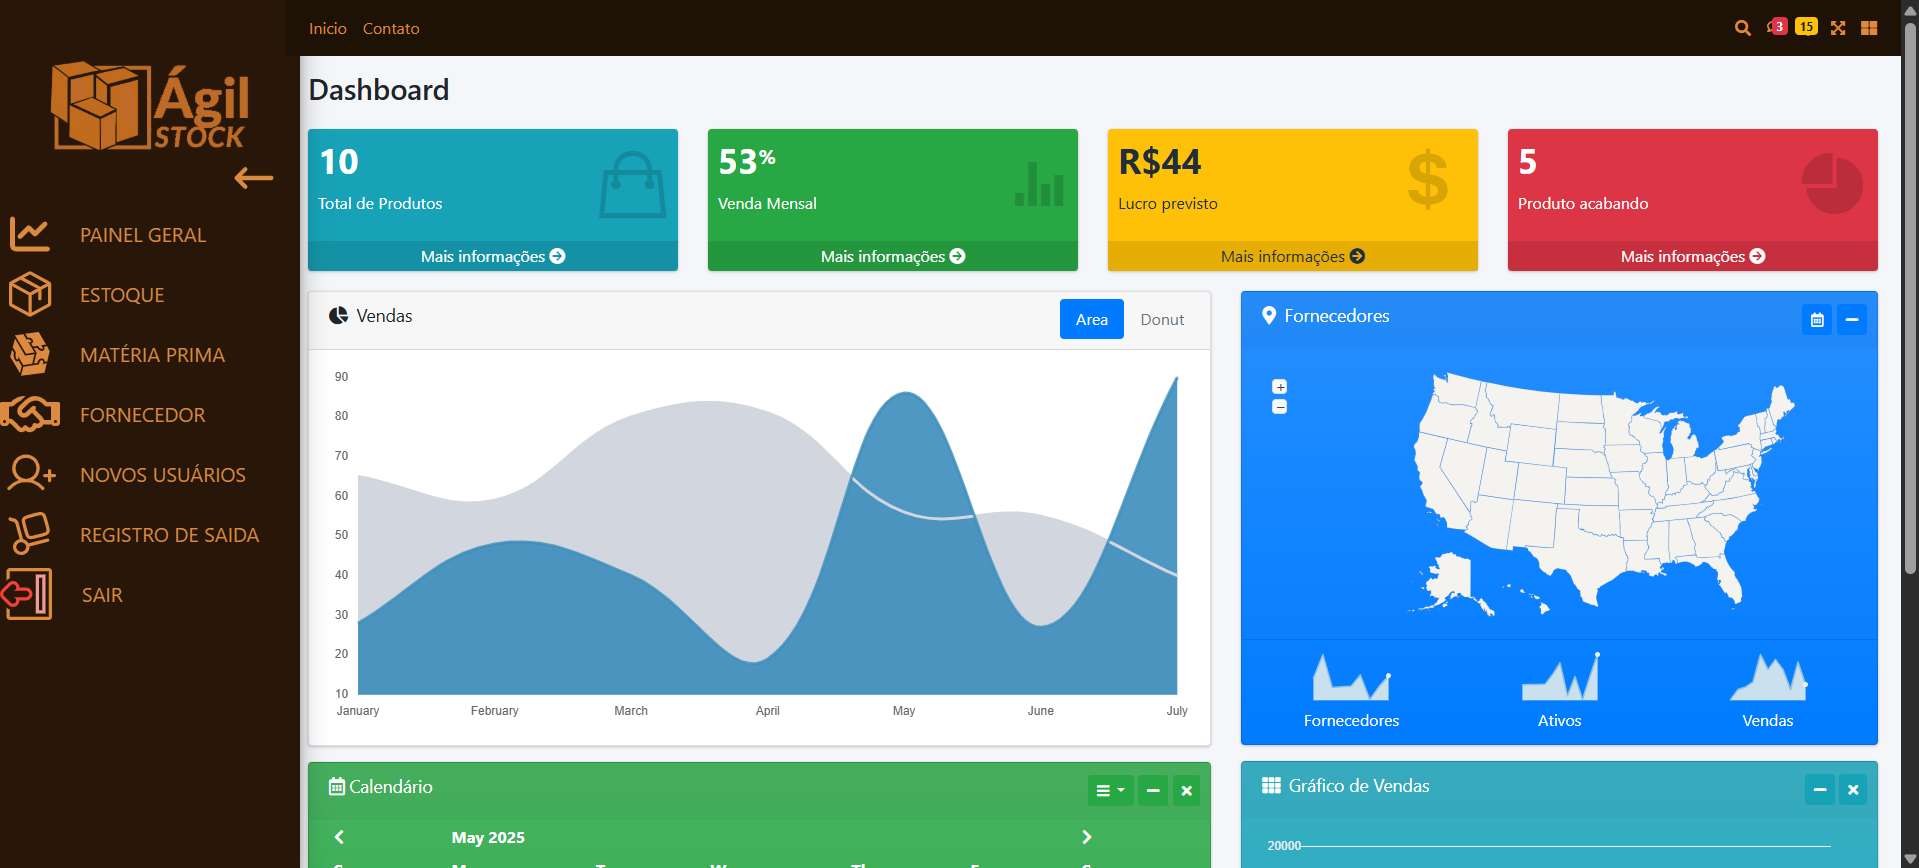 Inicio Contato
3 15
Ágil
STOCK
PAINEL GERAL
ESTOQUE
MATÉRIA PRIMA
FORNECEDOR
NOVOS USUÁRIOS
REGISTRO DE SAIDA
SAIR
Dashboard
10
Total de Produtos
Mais informações
53%
Venda Mensal
Mais informações
R$44
Lucro previsto
Mais informações
5
Produto acabando
Mais informações
Vendas
Area Donut
90
80
70
60
50
40
30
20
10
January February March April May June July
Fornecedores
+
−
Fornecedores Ativos Vendas
Calendário
May 2025
Gráfico de Vendas
20000